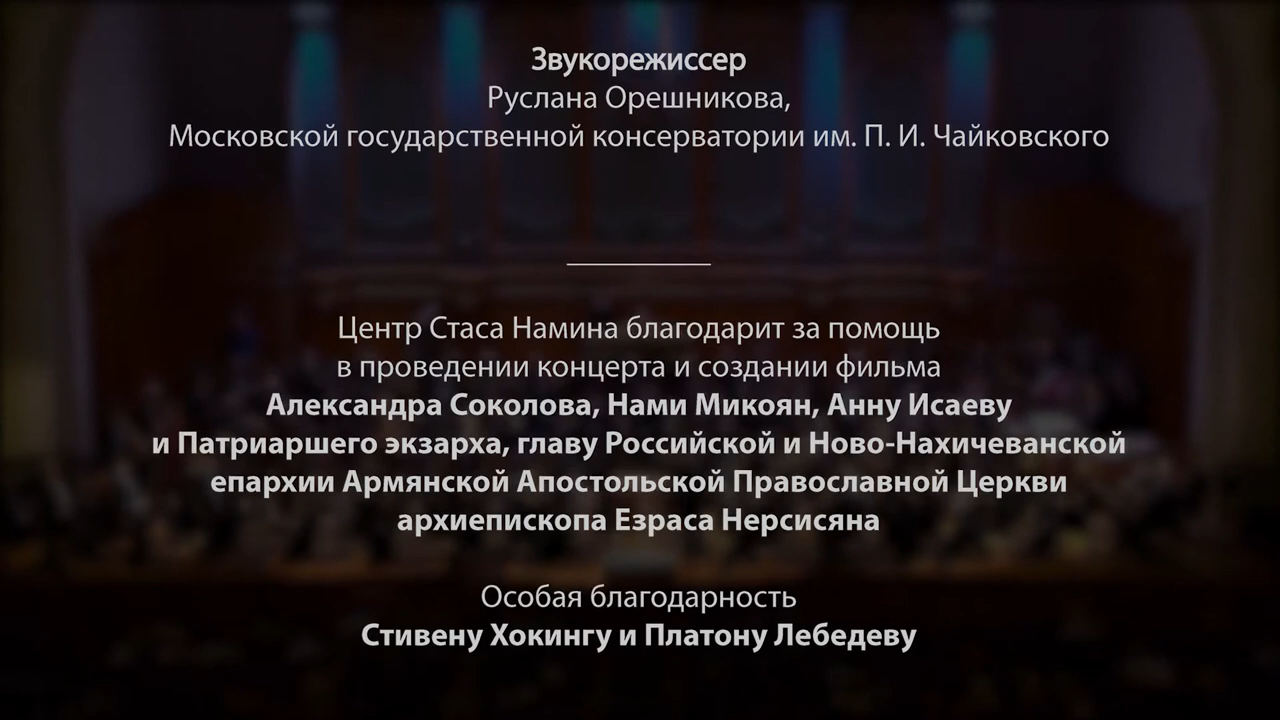 Звукорежиссер
Руслана Орешникова,
Московской государственной консерватории им. П. И. Чайковского
Центр Стаса Намина благодарит за помощь
в проведении концерта и создании фильма
Александра Соколова, Нами Микоян, Анну Исаеву
и Патриаршего экзарха, главу Российской и Ново-Нахичеванской
епархии Армянской Апостольской Православной Церкви
архиепископа Езраса Нерсисяна
Особая благодарность
Стивену Хокингу и Платону Лебедеву